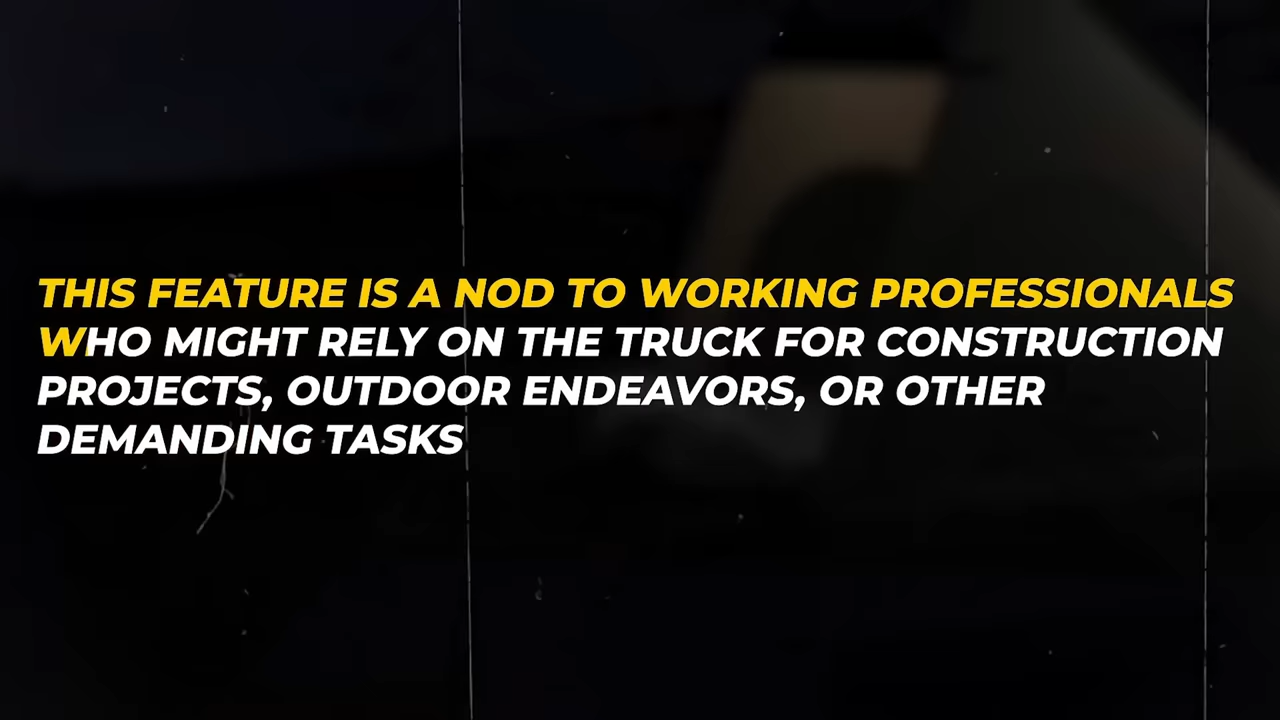 THIS FEATURE IS A NOD TO WORKING PROFESSIONALS
WHO MIGHT RELY ON THE TRUCK FOR CONSTRUCTION
PROJECTS, OUTDOOR ENDEAVORS, OR OTHER
DEMANDING TASKS